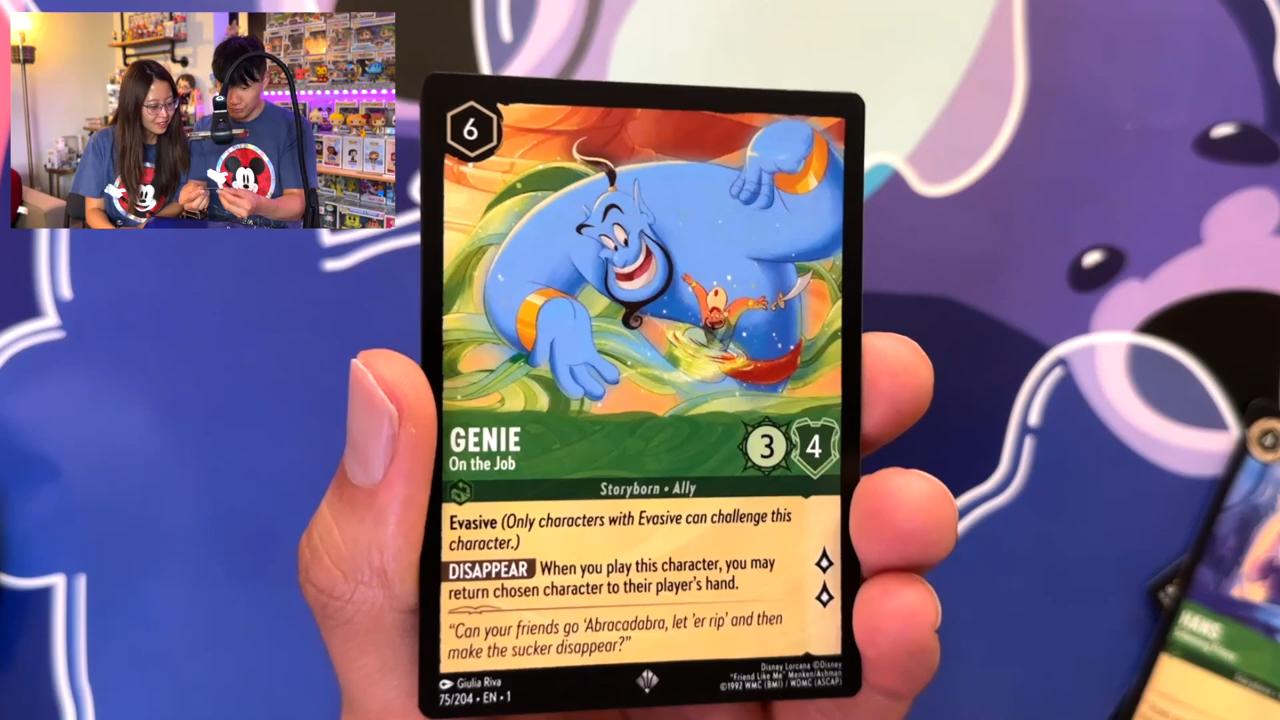 6
GENIE
On the Job
3 4
Storyborn • Ally
Evasive (Only characters with Evasive can challenge this
character.)
DISAPPEAR When you play this character, you may
return chosen character to their player's hand.
"Can your friends go 'Abracadabra, let 'er rip' and then
make the sucker disappear?"
Giulia Riva
75/204 • EN • 1
Disney Lorcana ©Disney
"Friend Like Me" Menken/Ashman
©1992 WMC (BMI) / WDMC (ASCAP)
4
HANS